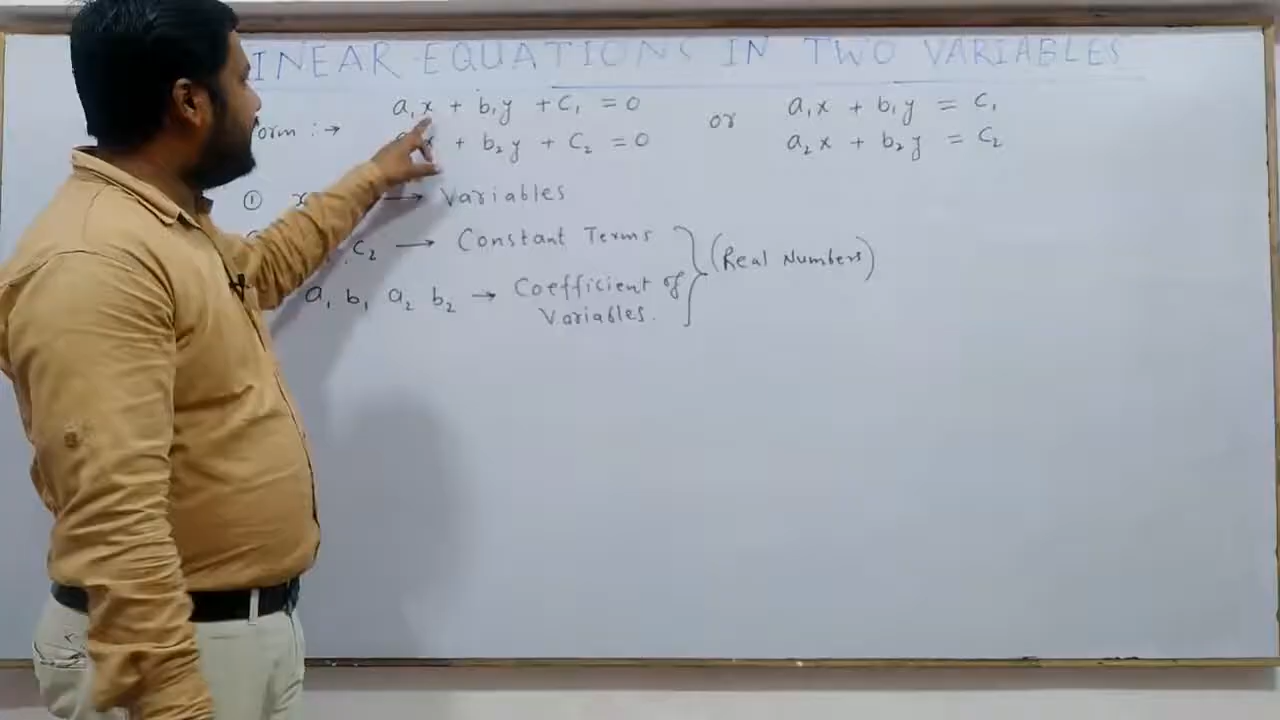 INEAR EQUATIONS IN TWO VARIABLES
orm :→ a₁x + b₁y + c₁ = 0 or a₁x + b₁y = c₁
x + b₂y + c₂ = 0 a₂x + b₂y = c₂
① x → Variables
c₂ → Constant Terms
(Real Numbers)
a₁ b₁ a₂ b₂ → Coefficient of
Variables.